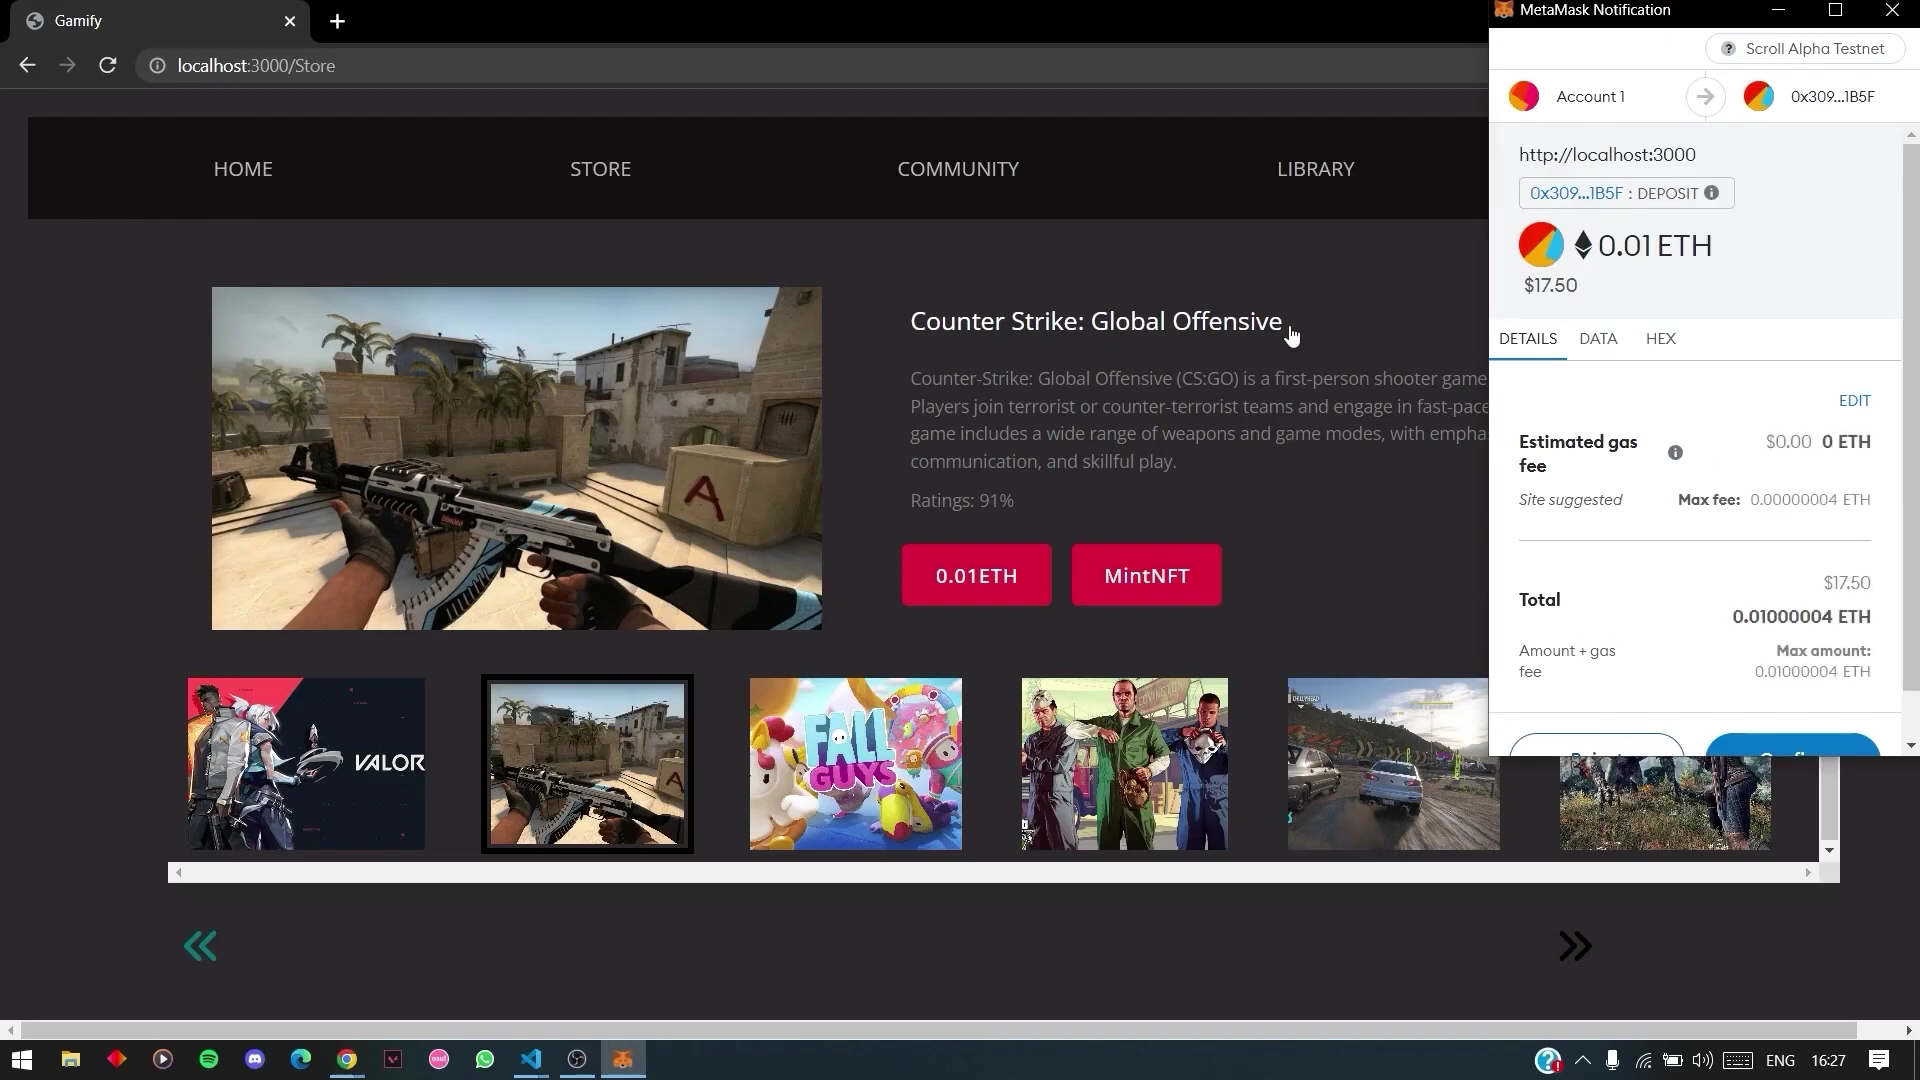 Gamify
localhost:3000/Store
HOME
STORE
COMMUNITY
LIBRARY
Counter Strike: Global Offensive
Counter-Strike: Global Offensive (CS:GO) is a first-person shooter game
Players join terrorist or counter-terrorist teams and engage in fast-pace
game includes a wide range of weapons and game modes, with empha
communication, and skillful play.
Ratings: 91%
0.01ETH
MintNFT
A
VALOR
FALL
GUYS
MetaMask Notification
Scroll Alpha Testnet
Account 1
0x309...1B5F
http://localhost:3000
0x309...1B5F : DEPOSIT
0.01 ETH
$17.50
DETAILS
DATA
HEX
EDIT
Estimated gas
fee
$0.00 0 ETH
Site suggested
Max fee: 0.00000004 ETH
Total
$17.50
0.01000004 ETH
Amount + gas
fee
Max amount:
0.01000004 ETH
ENG
16:27